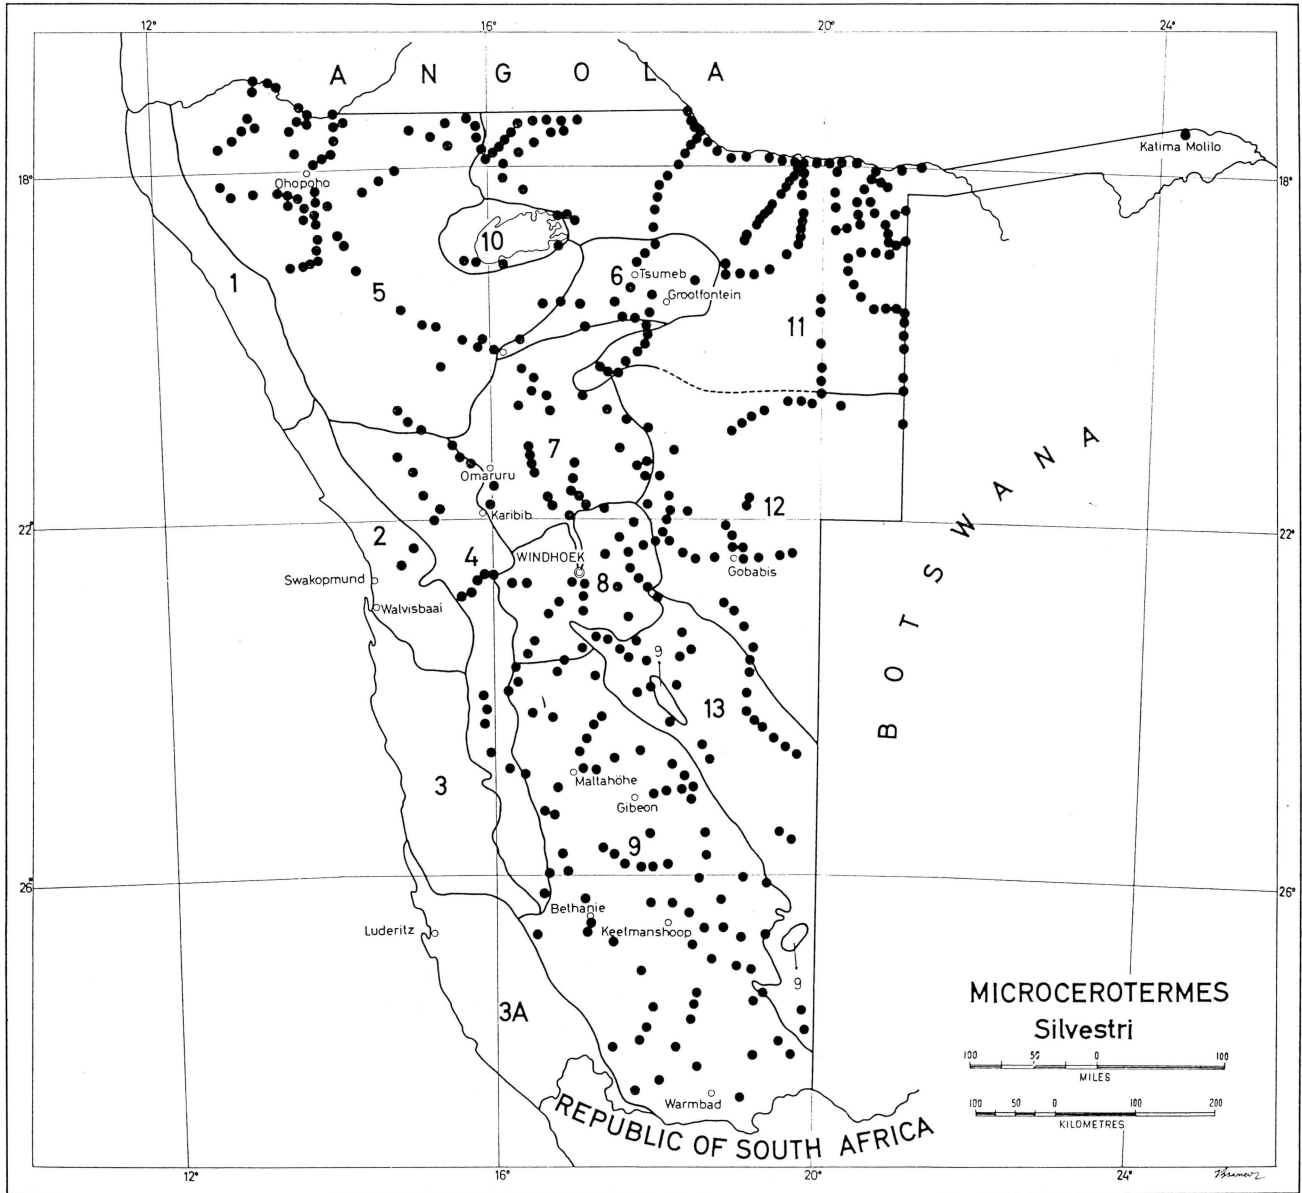 12° 16° 20° 24°
A N G O L A
Katima Molilo
18° 18°
Ohopoho
10
1
5
6
Tsumeb
Grootfontein
11
7
Omaruru
12
Karibib
22° 22°
2
4
WINDHOEK
Gobabis
Swakopmund
8
Walvisbaai
9
13
BOTSWANA
3
Maltahöhe
Gibeon
9
26° 26°
Bethanie
Luderitz
Keetmanshoop
9
3A
MICROCEROTERMES
Silvestri
100 50 0 100
MILES
100 50 0 100 200
KILOMETRES
Warmbad
REPUBLIC OF SOUTH AFRICA
12° 16° 20° 24°